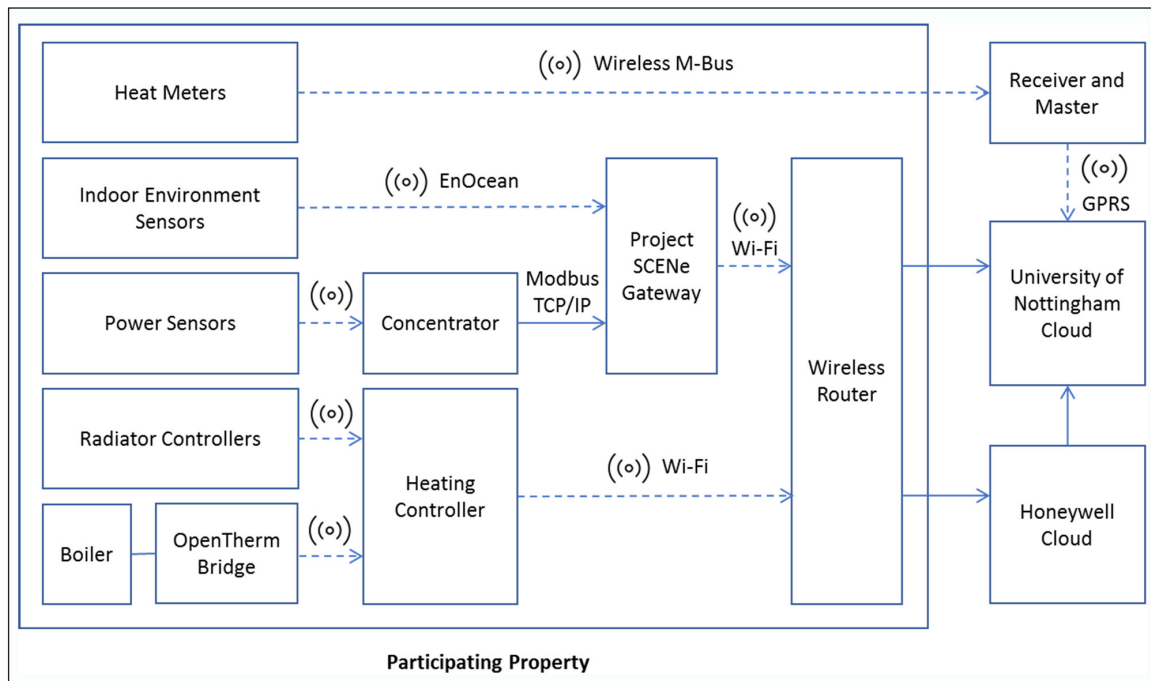 Heat Meters
Wireless M-Bus
Receiver and
Master
GPRS
Indoor Environment
Sensors
EnOcean
Project
SCENe
Gateway
Wi-Fi
University of
Nottingham
Cloud
Power Sensors
Concentrator
Modbus
TCP/IP
Wireless
Router
Radiator Controllers
Heating
Controller
Wi-Fi
Honeywell
Cloud
Boiler
OpenTherm
Bridge
Participating Property